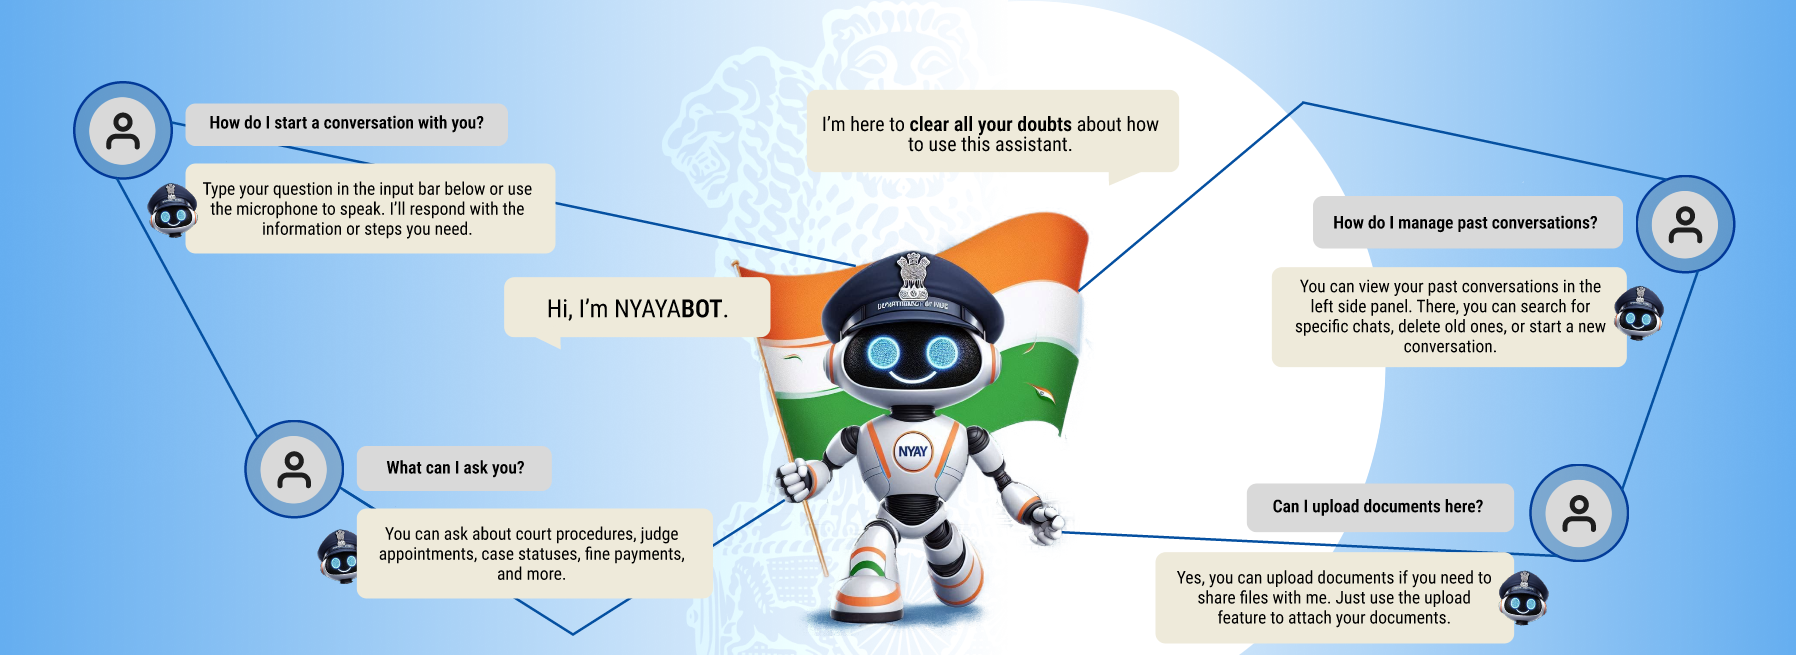 How do I start a conversation with you?
Type your question in the input bar below or use
the microphone to speak. I’ll respond with the
information or steps you need.
I’m here to clear all your doubts about how
to use this assistant.
Hi, I’m NYAYABOT.
How do I manage past conversations?
You can view your past conversations in the
left side panel. There, you can search for
specific chats, delete old ones, or start a new
conversation.
NYAY
What can I ask you?
You can ask about court procedures, judge
appointments, case statuses, fine payments,
and more.
Can I upload documents here?
Yes, you can upload documents if you need to
share files with me. Just use the upload
feature to attach your documents.